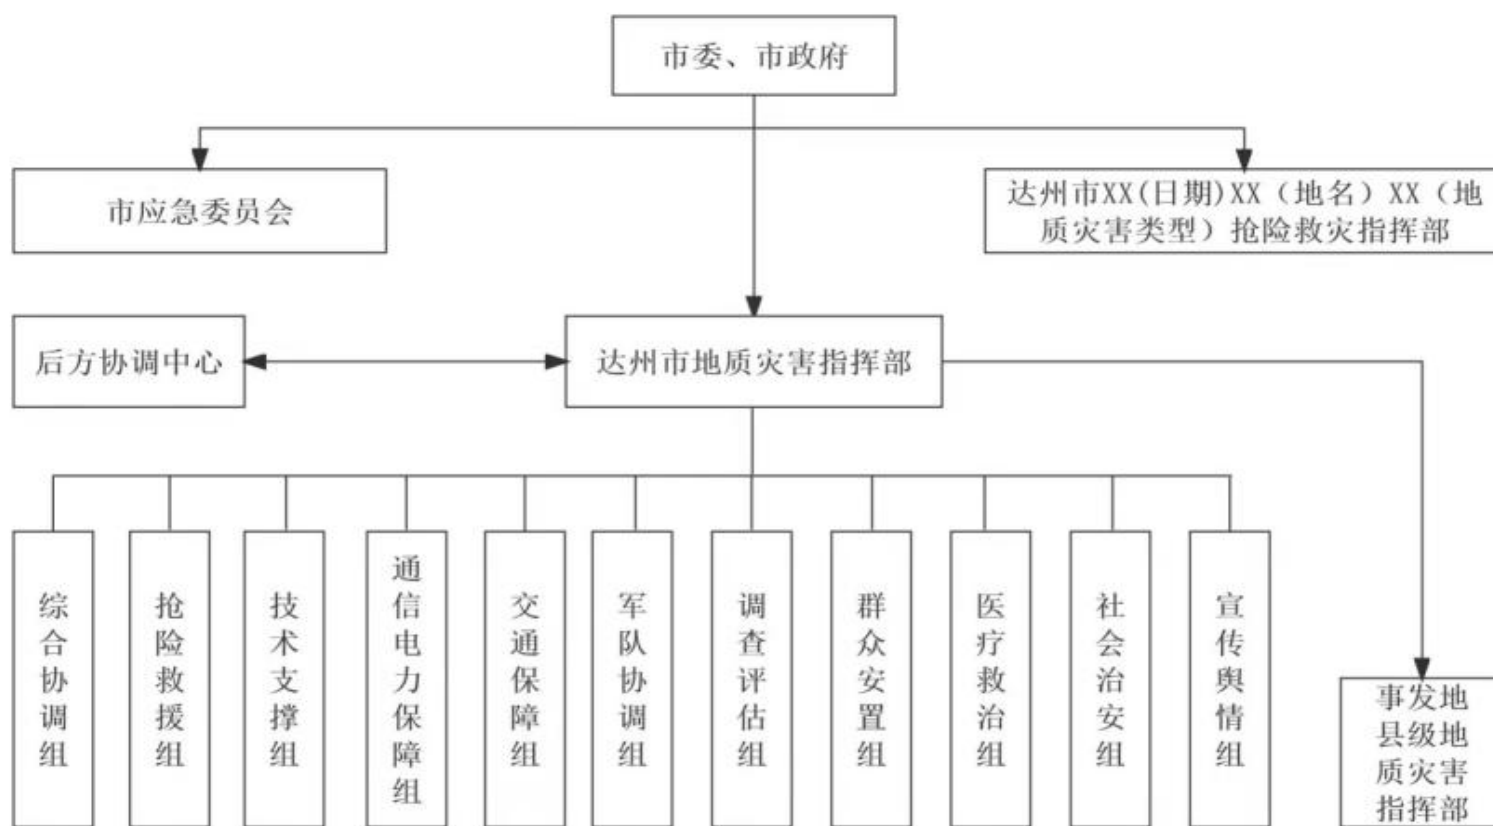 市委、市政府
市应急委员会
达州市XX(日期)XX（地名）XX（地
质灾害类型）抢险救灾指挥部
后方协调中心
达州市地质灾害指挥部
综合协调组
抢险救援组
技术支撑组
通信电力保障组
交通保障组
军队协调组
调查评估组
群众安置组
医疗救治组
社会治安组
宣传舆情组
事发地
县级地
质灾害
指挥部